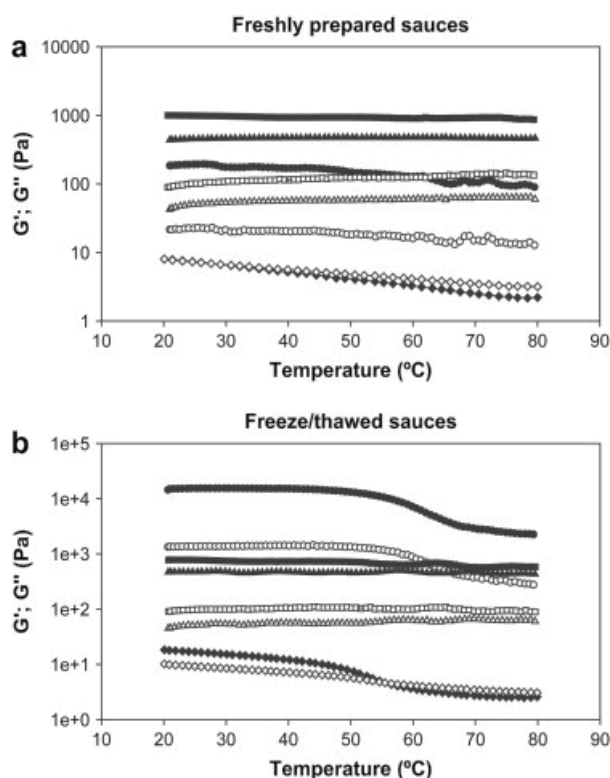 Freshly prepared sauces
a
10000
1000
100
10
1
G'; G" (Pa)
10 20 30 40 50 60 70 80 90
Temperature (ºC)
Freeze/thawed sauces
b
1e+5
1e+4
1e+3
1e+2
1e+1
1e+0
G'; G" (Pa)
10 20 30 40 50 60 70 80 90
Temperature (ºC)